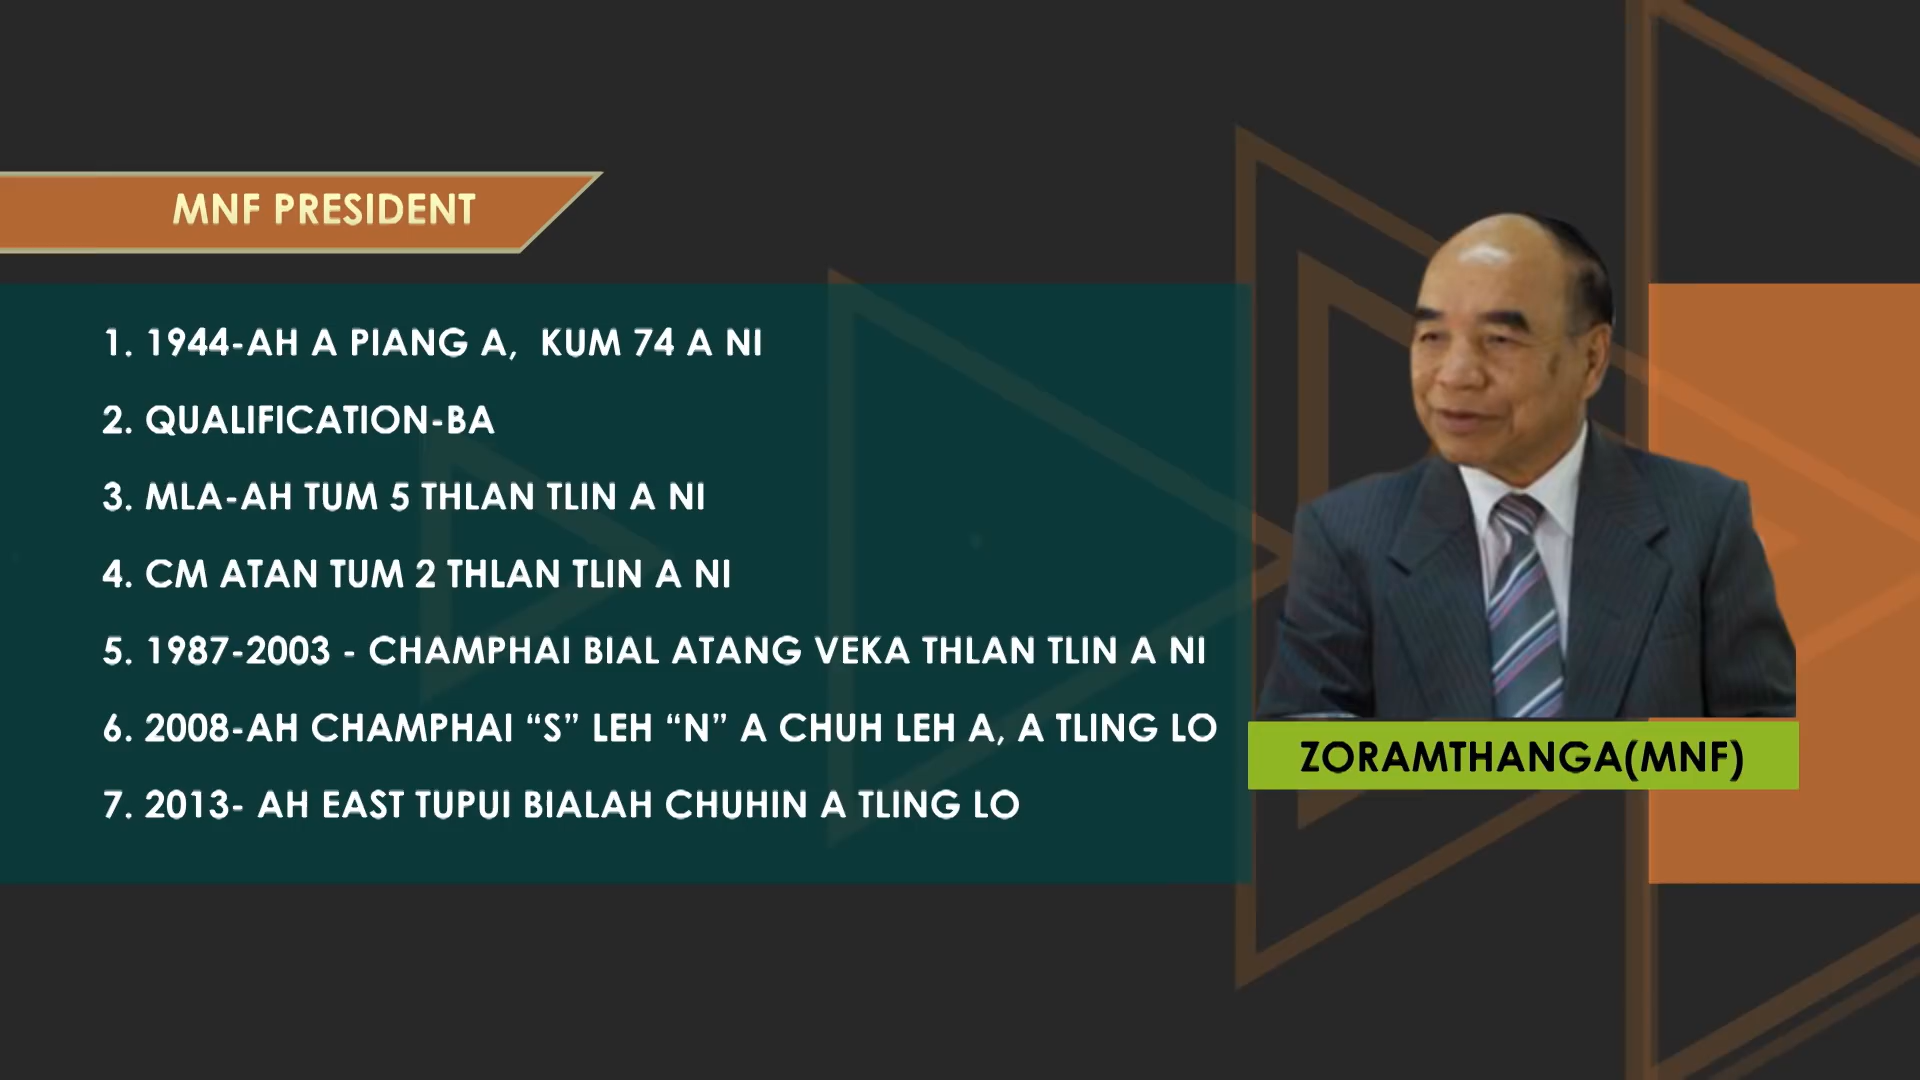 MNF PRESIDENT
1. 1944-AH A PIANG A, KUM 74 A NI
2. QUALIFICATION-BA
3. MLA-AH TUM 5 THLAN TLIN A NI
4. CM ATAN TUM 2 THLAN TLIN A NI
5. 1987-2003 - CHAMPHAI BIAL ATANG VEKA THLAN TLIN A NI
6. 2008-AH CHAMPHAI “S” LEH “N” A CHUH LEH A, A TLING LO
7. 2013- AH EAST TUPUI BIALAH CHUHIN A TLING LO
ZORAMTHANGA(MNF)